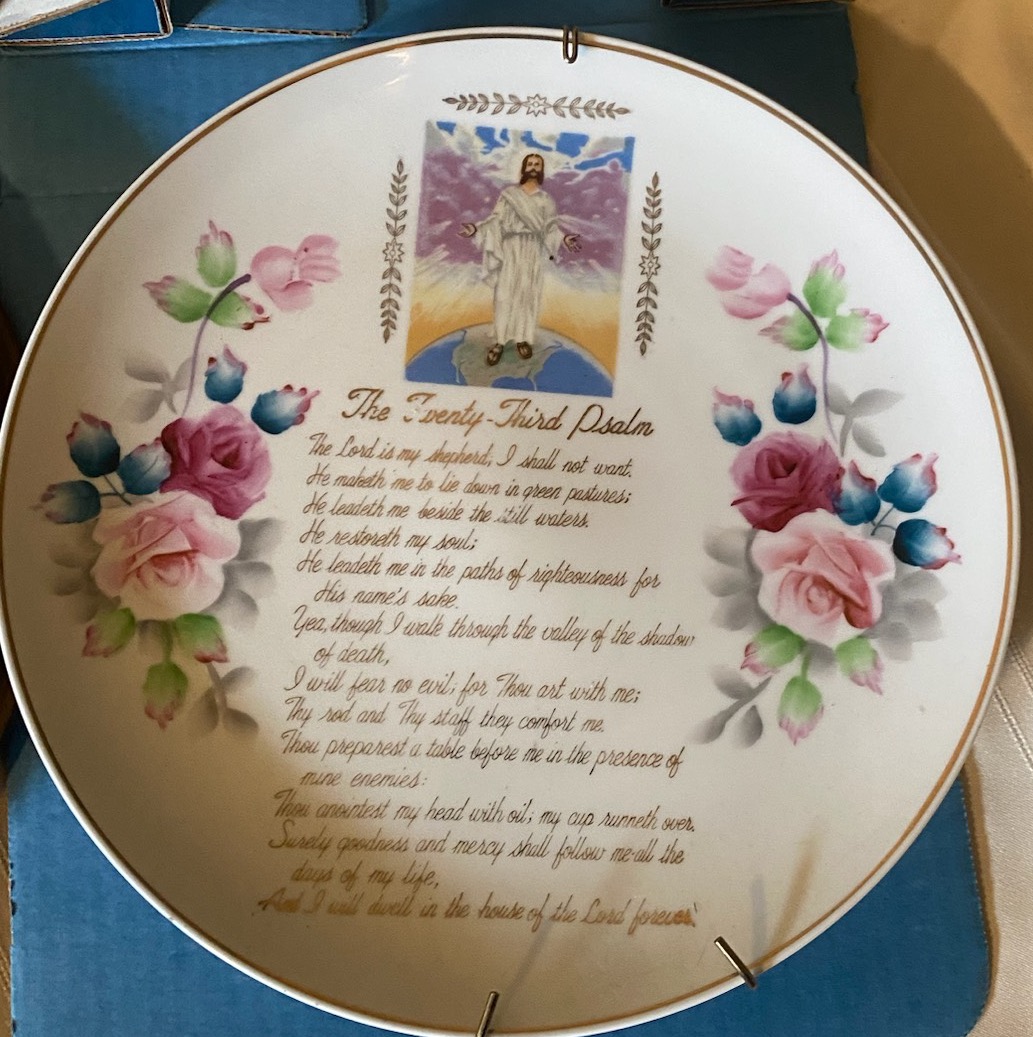 The Twenty-Third Psalm
The Lord is my shepherd; I shall not want.
He maketh me to lie down in green pastures;
He leadeth me beside the still waters.
He restoreth my soul;
He leadeth me in the paths of righteousness for
His name's sake.
Yea, though I walk through the valley of the shadow
of death,
I will fear no evil; for Thou art with me;
Thy rod and Thy staff they comfort me.
Thou preparest a table before me in the presence of
mine enemies:
Thou anointest my head with oil; my cup runneth over.
Surely goodness and mercy shall follow me all the
days of my life,
And I will dwell in the house of the Lord forever.